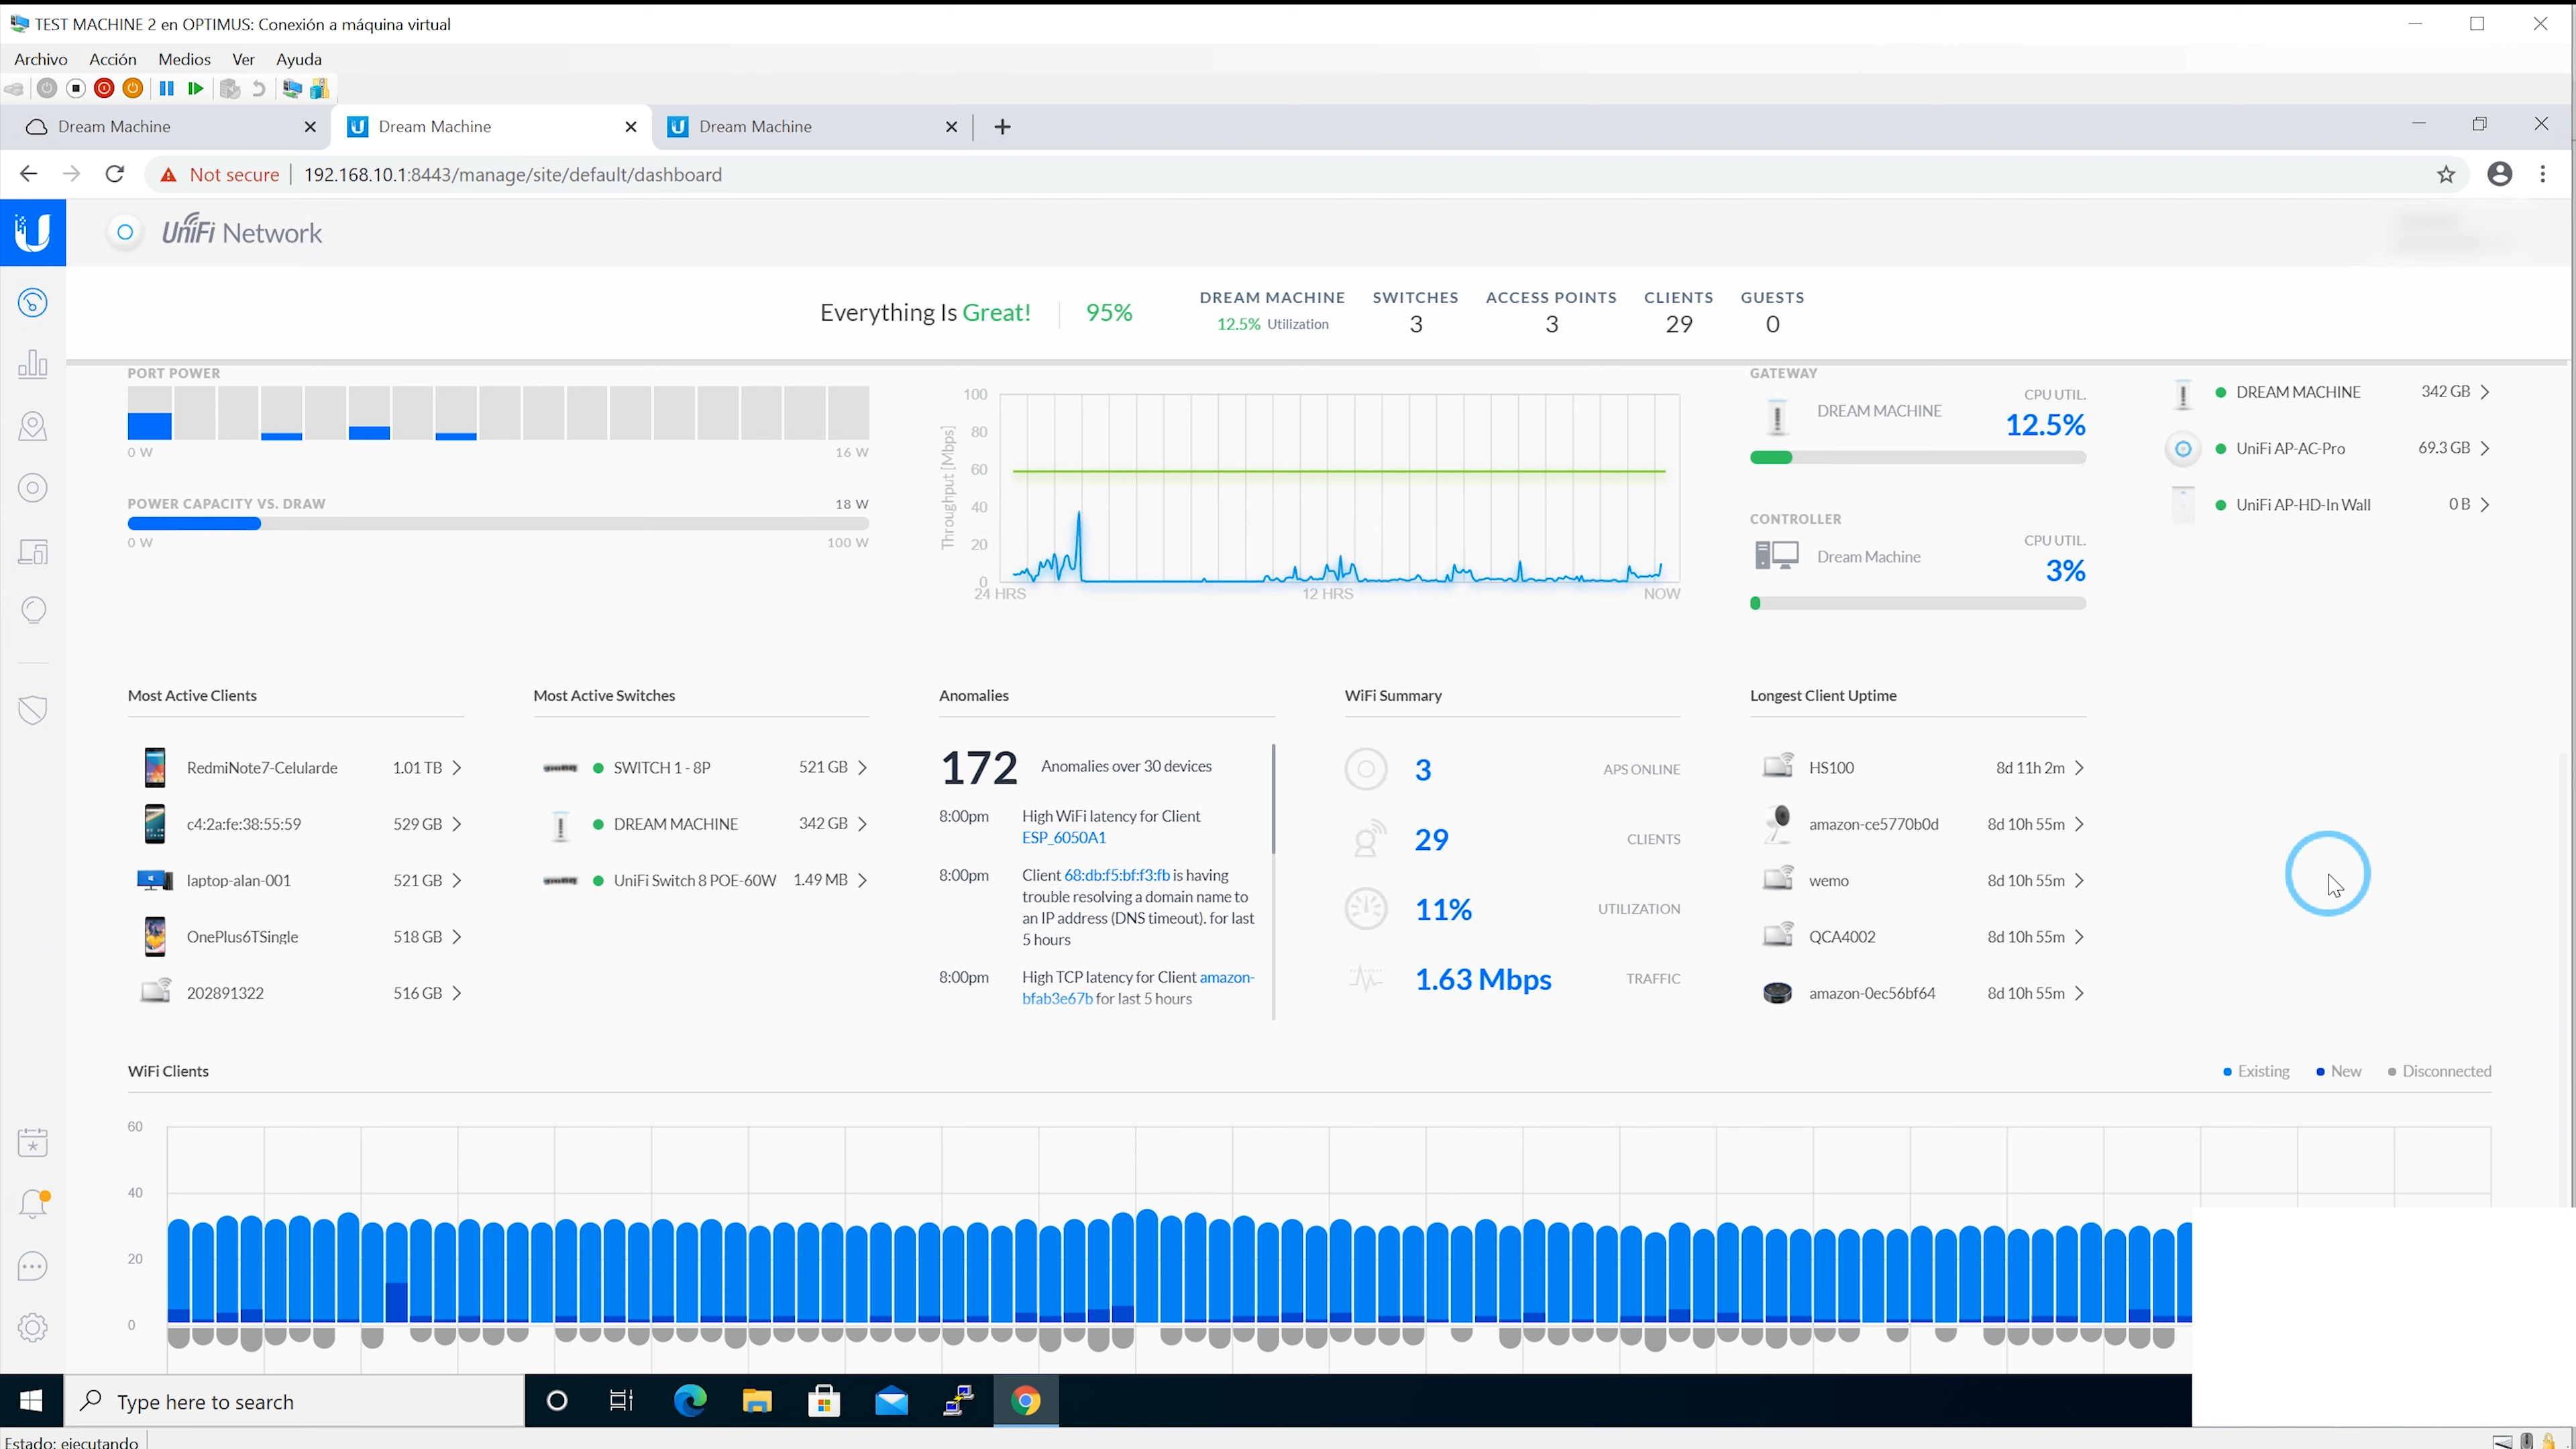 TEST MACHINE 2 en OPTIMUS: Conexión a máquina virtual
Archivo Acción Medios Ver Ayuda
Dream Machine Dream Machine Dream Machine
Not secure 192.168.10.1:8443/manage/site/default/dashboard
UniFi Network
Everything Is Great! 95%
DREAM MACHINE SWITCHES ACCESS POINTS CLIENTS GUESTS
12.5% Utilization 3 3 29 0
PORT POWER
0 W 16 W
POWER CAPACITY VS. DRAW 18 W
0 W 100 W
Throughput [Mbps]
100
80
60
40
20
0
24 HRS 12 HRS NOW
GATEWAY
CPU UTIL.
DREAM MACHINE 12.5%
CONTROLLER
CPU UTIL.
Dream Machine 3%
DREAM MACHINE 342 GB
UniFi AP-AC-Pro 69.3 GB
UniFi AP-HD-In Wall 0 B
Most Active Clients
RedmiNote7-Celularde 1.01 TB
c4:2a:fe:38:55:59 529 GB
laptop-alan-001 521 GB
OnePlus6TSingle 518 GB
202891322 516 GB
Most Active Switches
SWITCH 1 - 8P 521 GB
DREAM MACHINE 342 GB
UniFi Switch 8 POE-60W 1.49 MB
Anomalies
172 Anomalies over 30 devices
8:00pm High WiFi latency for Client
ESP_6050A1
8:00pm Client 68:db:f5:bf:f3:fb is having
trouble resolving a domain name to
an IP address (DNS timeout). for last
5 hours
8:00pm High TCP latency for Client amazon-
bfab3e67b for last 5 hours
WiFi Summary
3 APS ONLINE
29 CLIENTS
11% UTILIZATION
1.63 Mbps TRAFFIC
Longest Client Uptime
HS100 8d 11h 2m
amazon-ce5770b0d 8d 10h 55m
wemo 8d 10h 55m
QCA4002 8d 10h 55m
amazon-0ec56bf64 8d 10h 55m
WiFi Clients
Existing New Disconnected
60
40
20
0
Type here to search
Estado: ejecutando